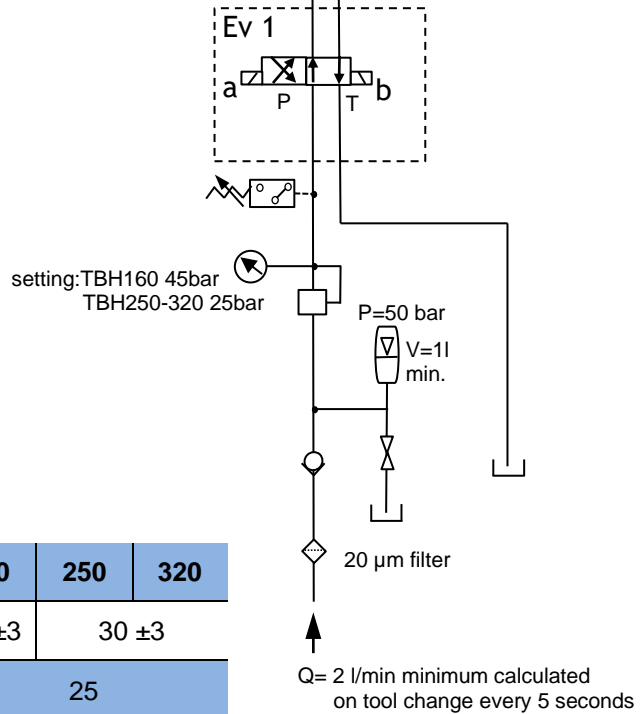 Ev 1
a
P
T
b
setting:TBH160 45bar
TBH250-320 25bar
P=50 bar
V=1l
min.
20 µm filter
250 320
±3 30 ±3
25
Q= 2 l/min minimum calculated
on tool change every 5 seconds